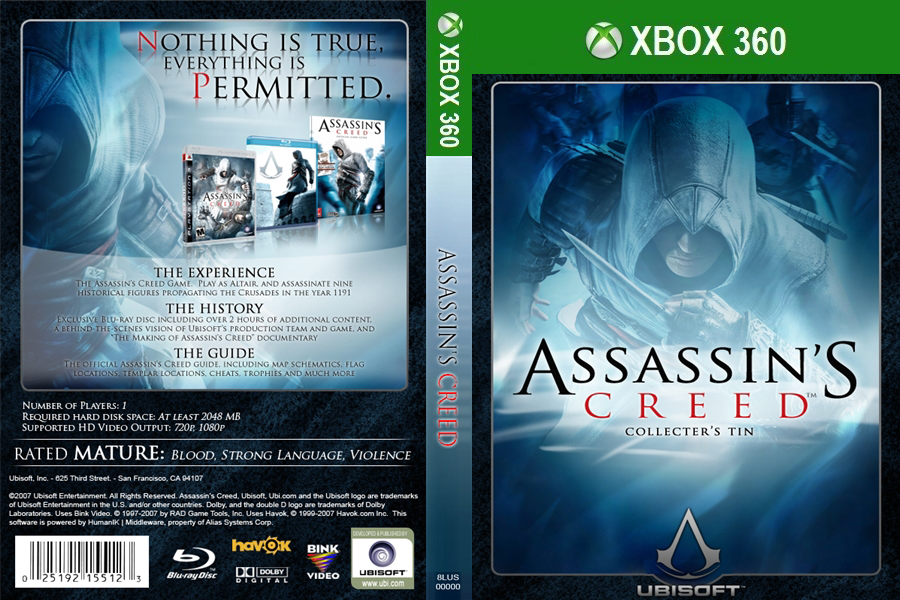 NOTHING IS TRUE,
EVERYTHING IS
PERMITTED.
ASSASSIN'S
CREED
PLAYSTATION 3
ASSASSIN'S
CREED
M
THE EXPERIENCE
THE ASSASSIN'S CREED GAME. PLAY AS ALTAIR, AND ASSASSINATE NINE
HISTORICAL FIGURES PROPAGATING THE CRUSADES IN THE YEAR 1191
THE HISTORY
EXCLUSIVE BLU-RAY DISC INCLUDING OVER 2 HOURS OF ADDITIONAL CONTENT,
A BEHIND-THE-SCENES VISION OF UBISOFT'S PRODUCTION TEAM AND GAME, AND
"THE MAKING OF ASSASSIN'S CREED" DOCUMENTARY
THE GUIDE
THE OFFICIAL ASSASSIN'S CREED GUIDE, INCLUDING MAP SCHEMATICS, FLAG
LOCATIONS, TEMPLAR LOCATIONS, CHEATS, TROPHIES AND MUCH MORE
NUMBER OF PLAYERS: 1
REQUIRED HARD DISK SPACE: AT LEAST 2048 MB
SUPPORTED HD VIDEO OUTPUT: 720P, 1080P
RATED MATURE: BLOOD, STRONG LANGUAGE, VIOLENCE
Ubisoft, Inc. - 625 Third Street. - San Francisco, CA 94107
©2007 Ubisoft Entertainment. All Rights Reserved. Assassin's Creed, Ubisoft, Ubi.com and the Ubisoft logo are trademarks
of Ubisoft Entertainment in the U.S. and/or other countries. Dolby, and the double D logo are trademarks of Dolby
Laboratories. Uses Bink Video. © 1997-2007 by RAD Game Tools, Inc. Uses Havok, © 1999-2007 Havok.com Inc. This
software is powered by HumanIK | Middleware, property of Alias Systems Corp.
0 25192 15512 3
Blu-ray Disc
havok
DOLBY
DIGITAL
BINK
VIDEO
DEVELOPED & PUBLISHED BY
UBISOFT
www.ubi.com
XBOX 360
ASSASSIN'S CREED
8LUS
00000
XBOX 360
ASSASSIN'S
CREED™
COLLECTER'S TIN
UBISOFT™